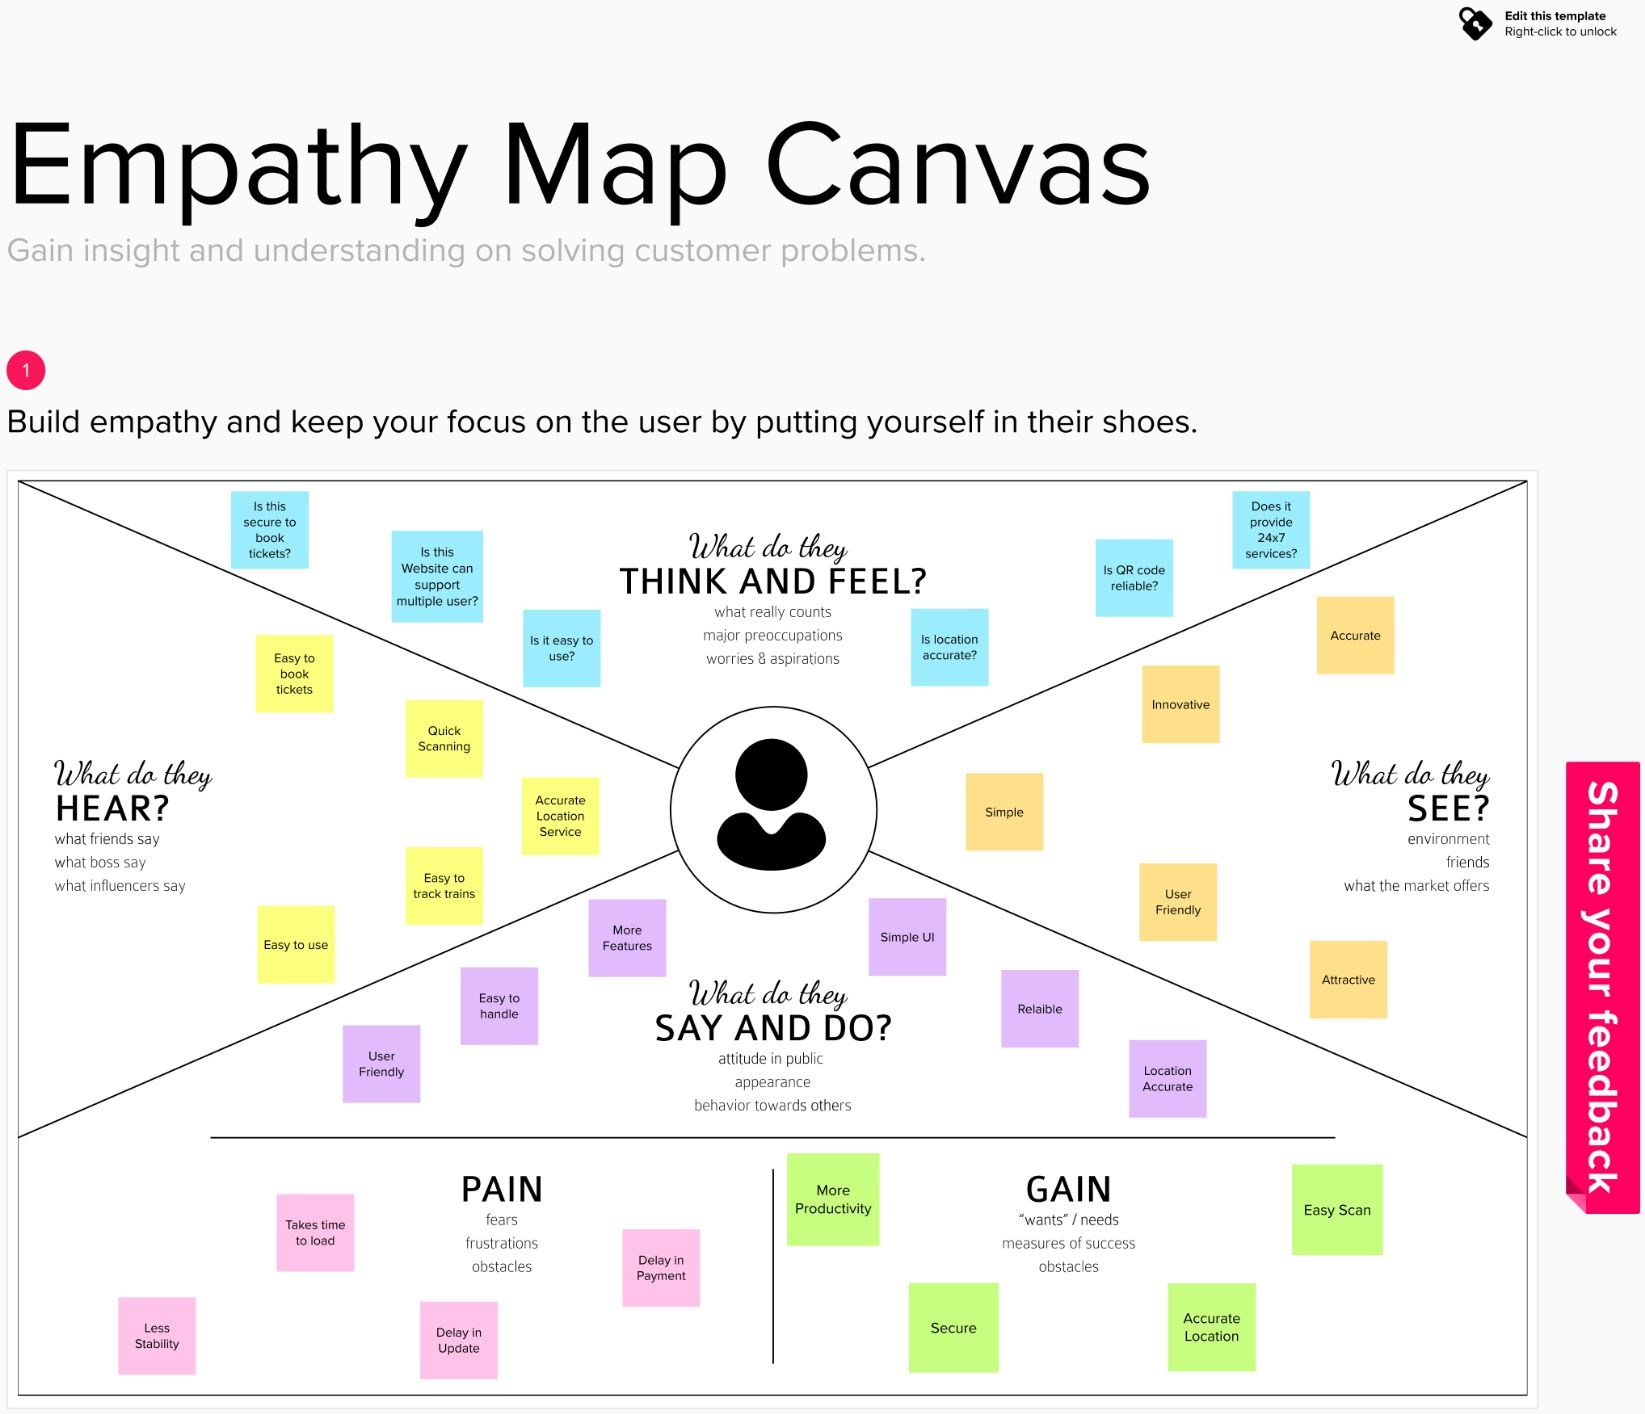 Edit this template
Right-click to unlock
Empathy Map Canvas
Gain insight and understanding on solving customer problems.
1
Build empathy and keep your focus on the user by putting yourself in their shoes.
Is this
secure to
book
tickets?
Is this
Website can
support
multiple user?
Is it easy to
use?
What do they
THINK AND FEEL?
what really counts
major preoccupations
worries & aspirations
Is location
accurate?
Is QR code
reliable?
Does it
provide
24x7
services?
Easy to
book
tickets
Quick
Scanning
Accurate
Location
Service
Easy to
track trains
Easy to use
What do they
HEAR?
what friends say
what boss say
what influencers say
Accurate
Innovative
Simple
User
Friendly
Attractive
What do they
SEE?
environment
friends
what the market offers
More
Features
Easy to
handle
User
Friendly
What do they
SAY AND DO?
attitude in public
appearance
behavior towards others
Simple UI
Relaible
Location
Accurate
PAIN
fears
frustrations
obstacles
Takes time
to load
Delay in
Payment
Less
Stability
Delay in
Update
GAIN
“wants” / needs
measures of success
obstacles
More
Productivity
Easy Scan
Secure
Accurate
Location
Share your feedback